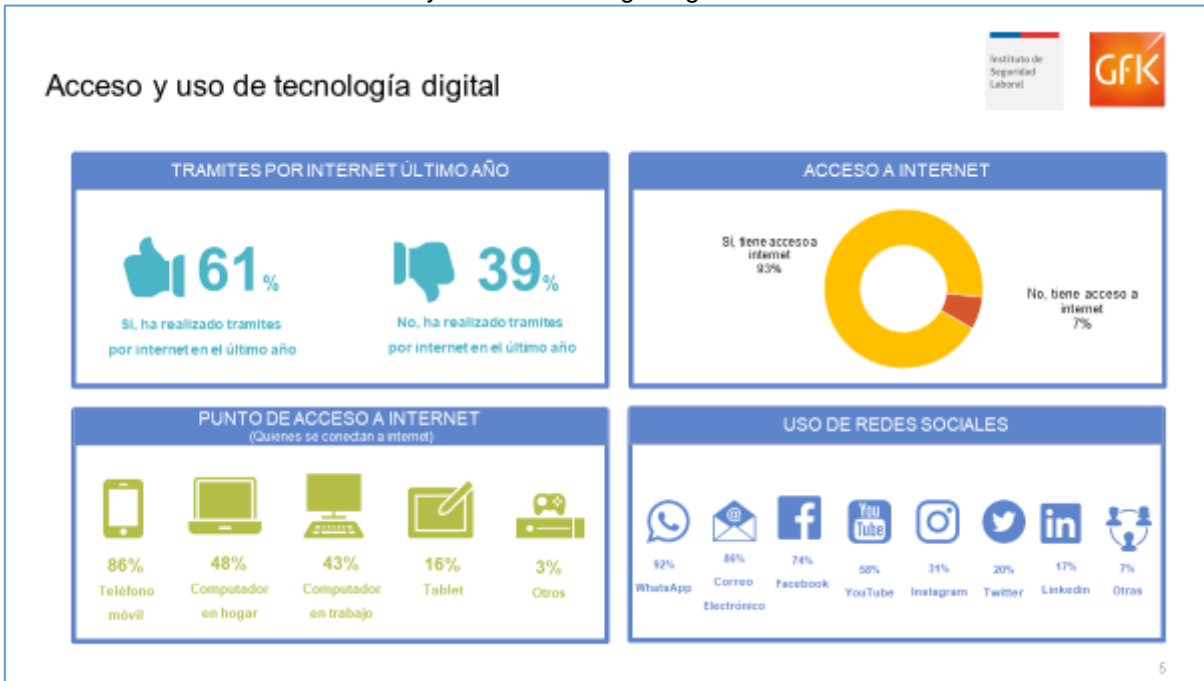 Acceso y uso de tecnología digital
Instituto de
Seguridad
Laboral
GfK
TRAMITES POR INTERNET ÚLTIMO AÑO
61%
Sí, ha realizado tramites
por internet en el último año
39%
No, ha realizado tramites
por internet en el último año
ACCESO A INTERNET
Sí, tiene acceso a
internet
93%
No, tiene acceso a
internet
7%
PUNTO DE ACCESO A INTERNET
(Quienes se conectan a internet)
86%
Teléfono
móvil
48%
Computador
en hogar
43%
Computador
en trabajo
16%
Tablet
3%
Otros
USO DE REDES SOCIALES
You
Tube
in
92%
WhatsApp
86%
Correo
Electrónico
74%
Facebook
58%
YouTube
31%
Instagram
20%
Twitter
17%
Linkedin
7%
Otras
5